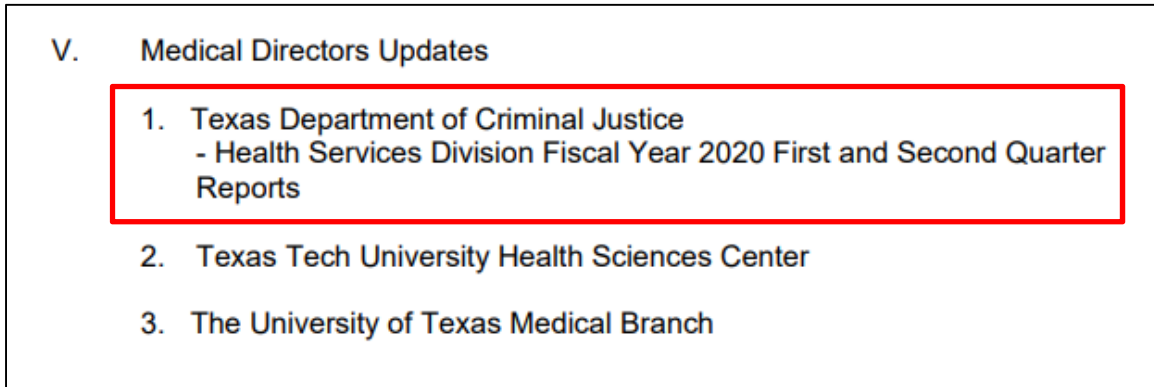 V. Medical Directors Updates
1. Texas Department of Criminal Justice
- Health Services Division Fiscal Year 2020 First and Second Quarter
Reports
2. Texas Tech University Health Sciences Center
3. The University of Texas Medical Branch